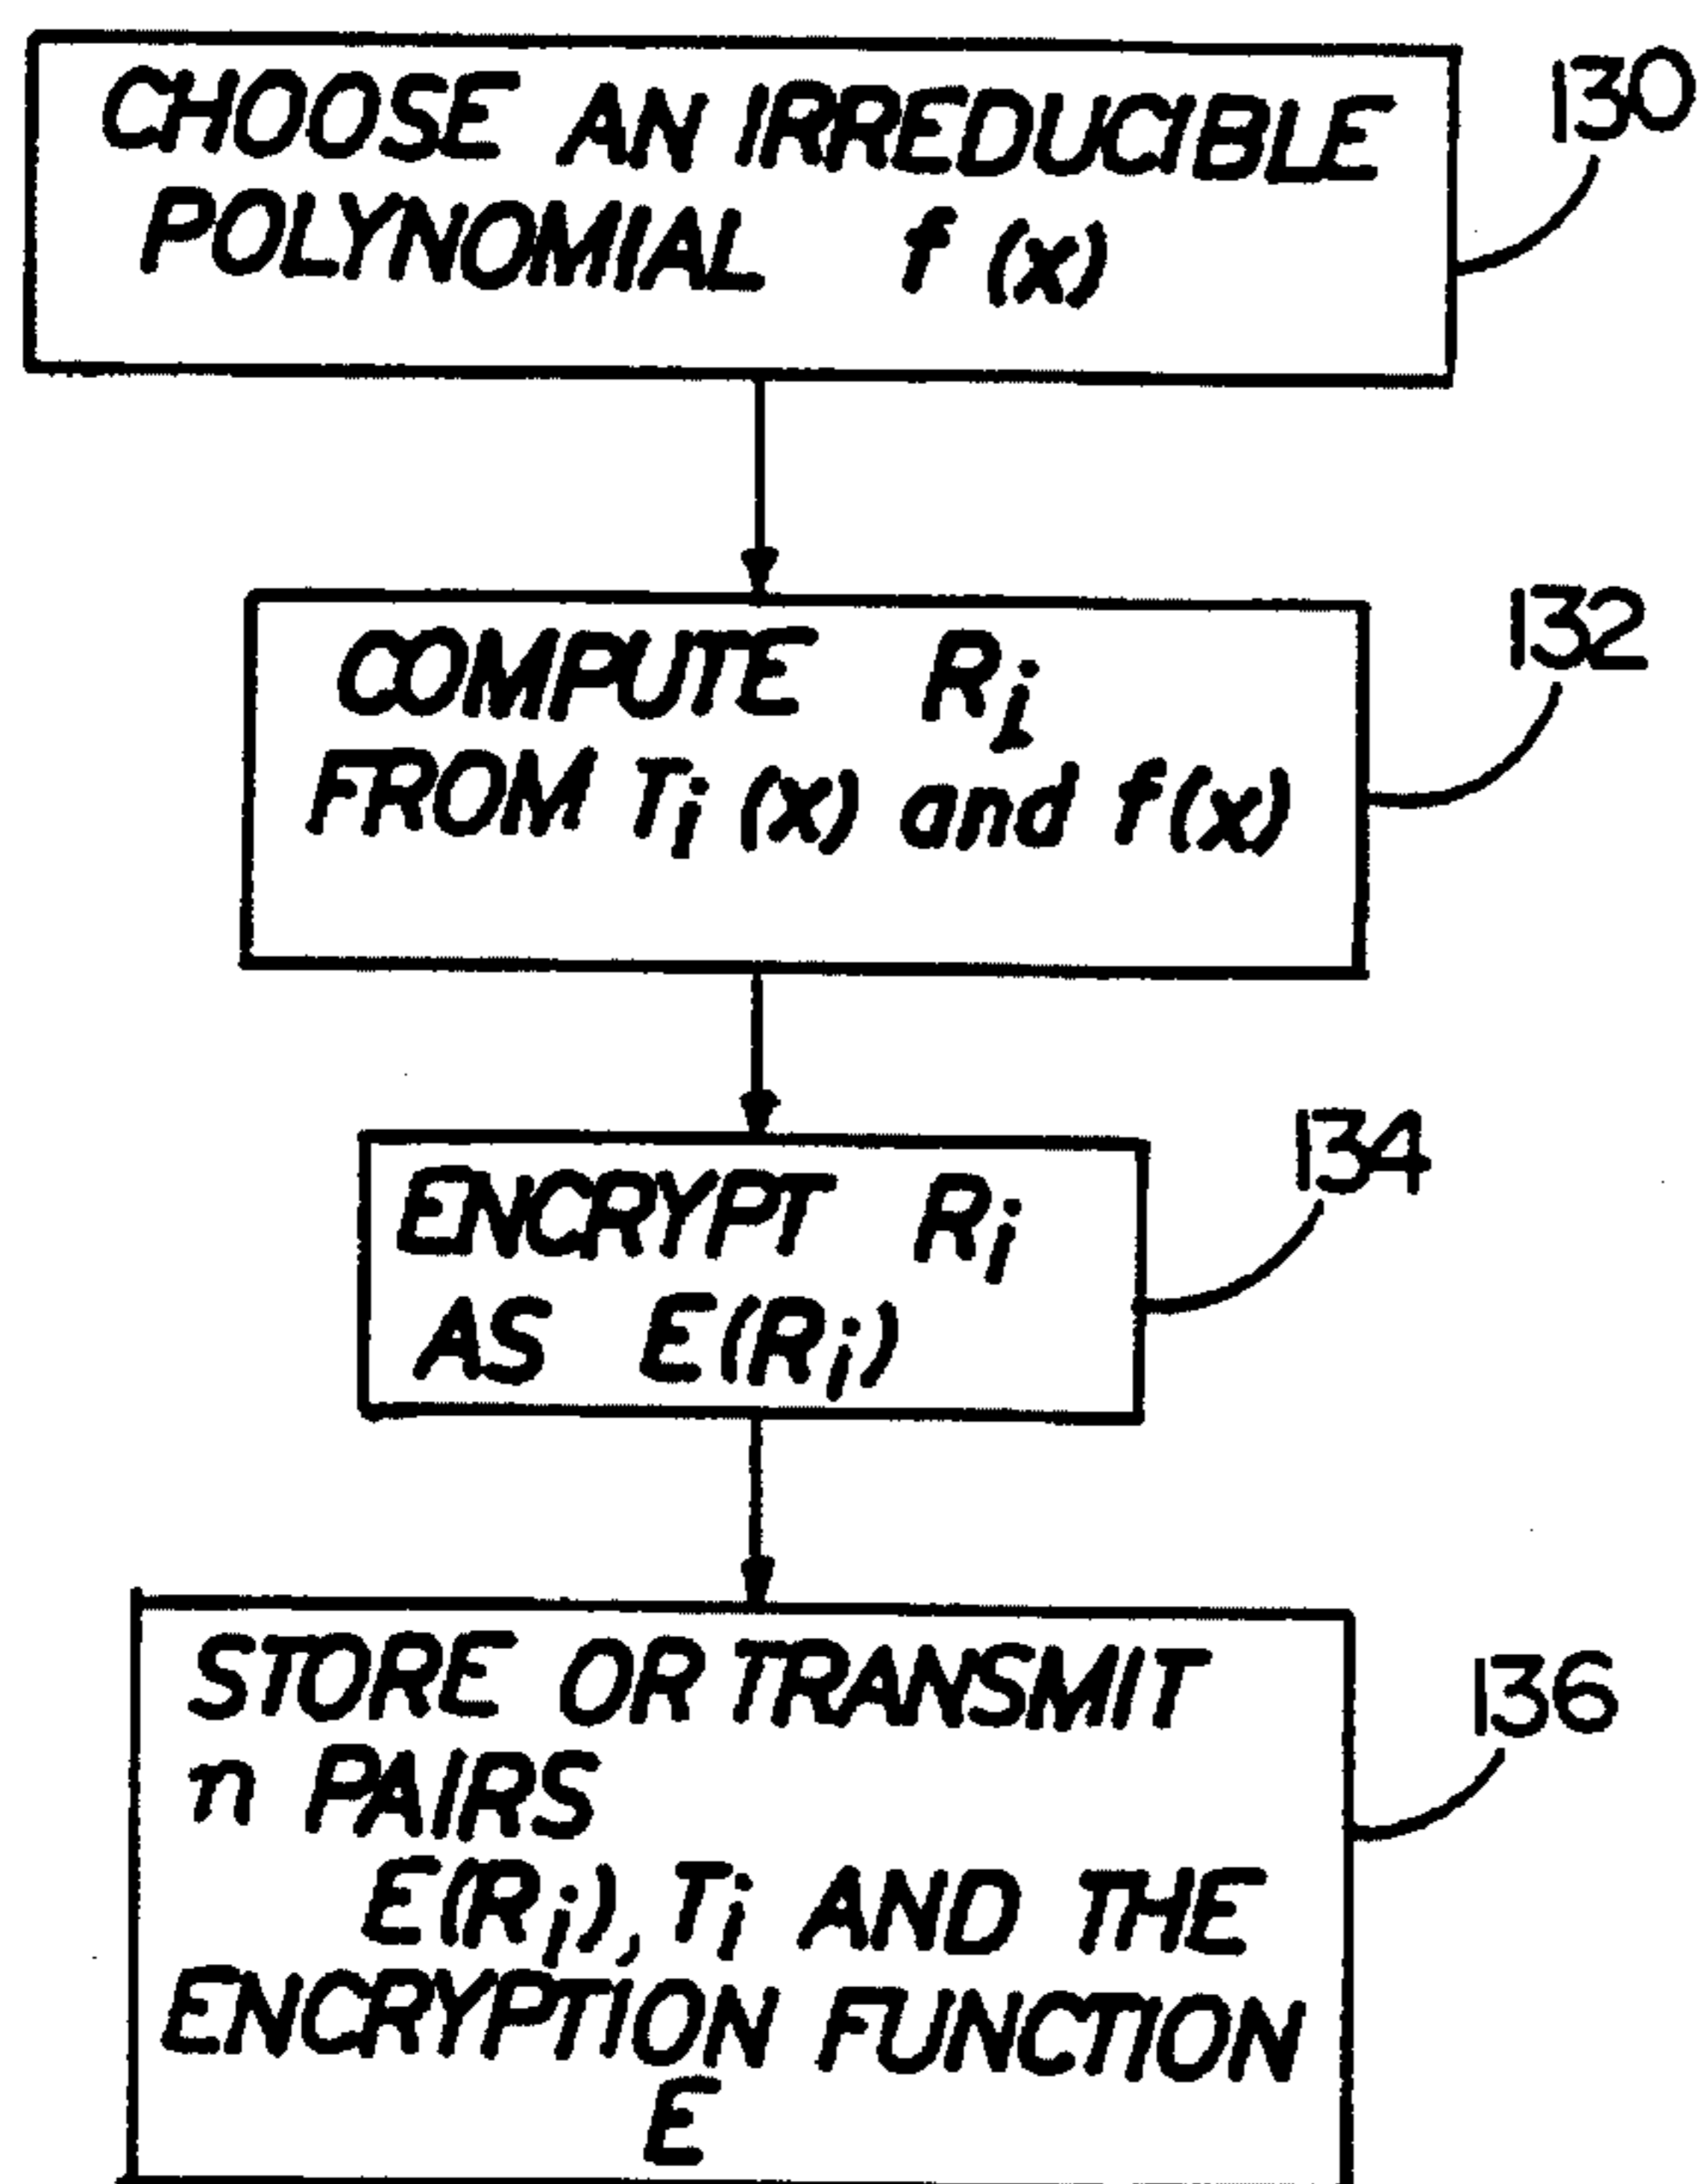 CHOOSE AN IRREDUCIBLE
POLYNOMIAL f (x)
130
COMPUTE Ri
FROM Ti (x) and f(x)
132
ENCRYPT Ri
AS E(Ri)
134
STORE OR TRANSMIT
n PAIRS
E(Ri), Ti AND THE
ENCRYPTION FUNCTION
E
136